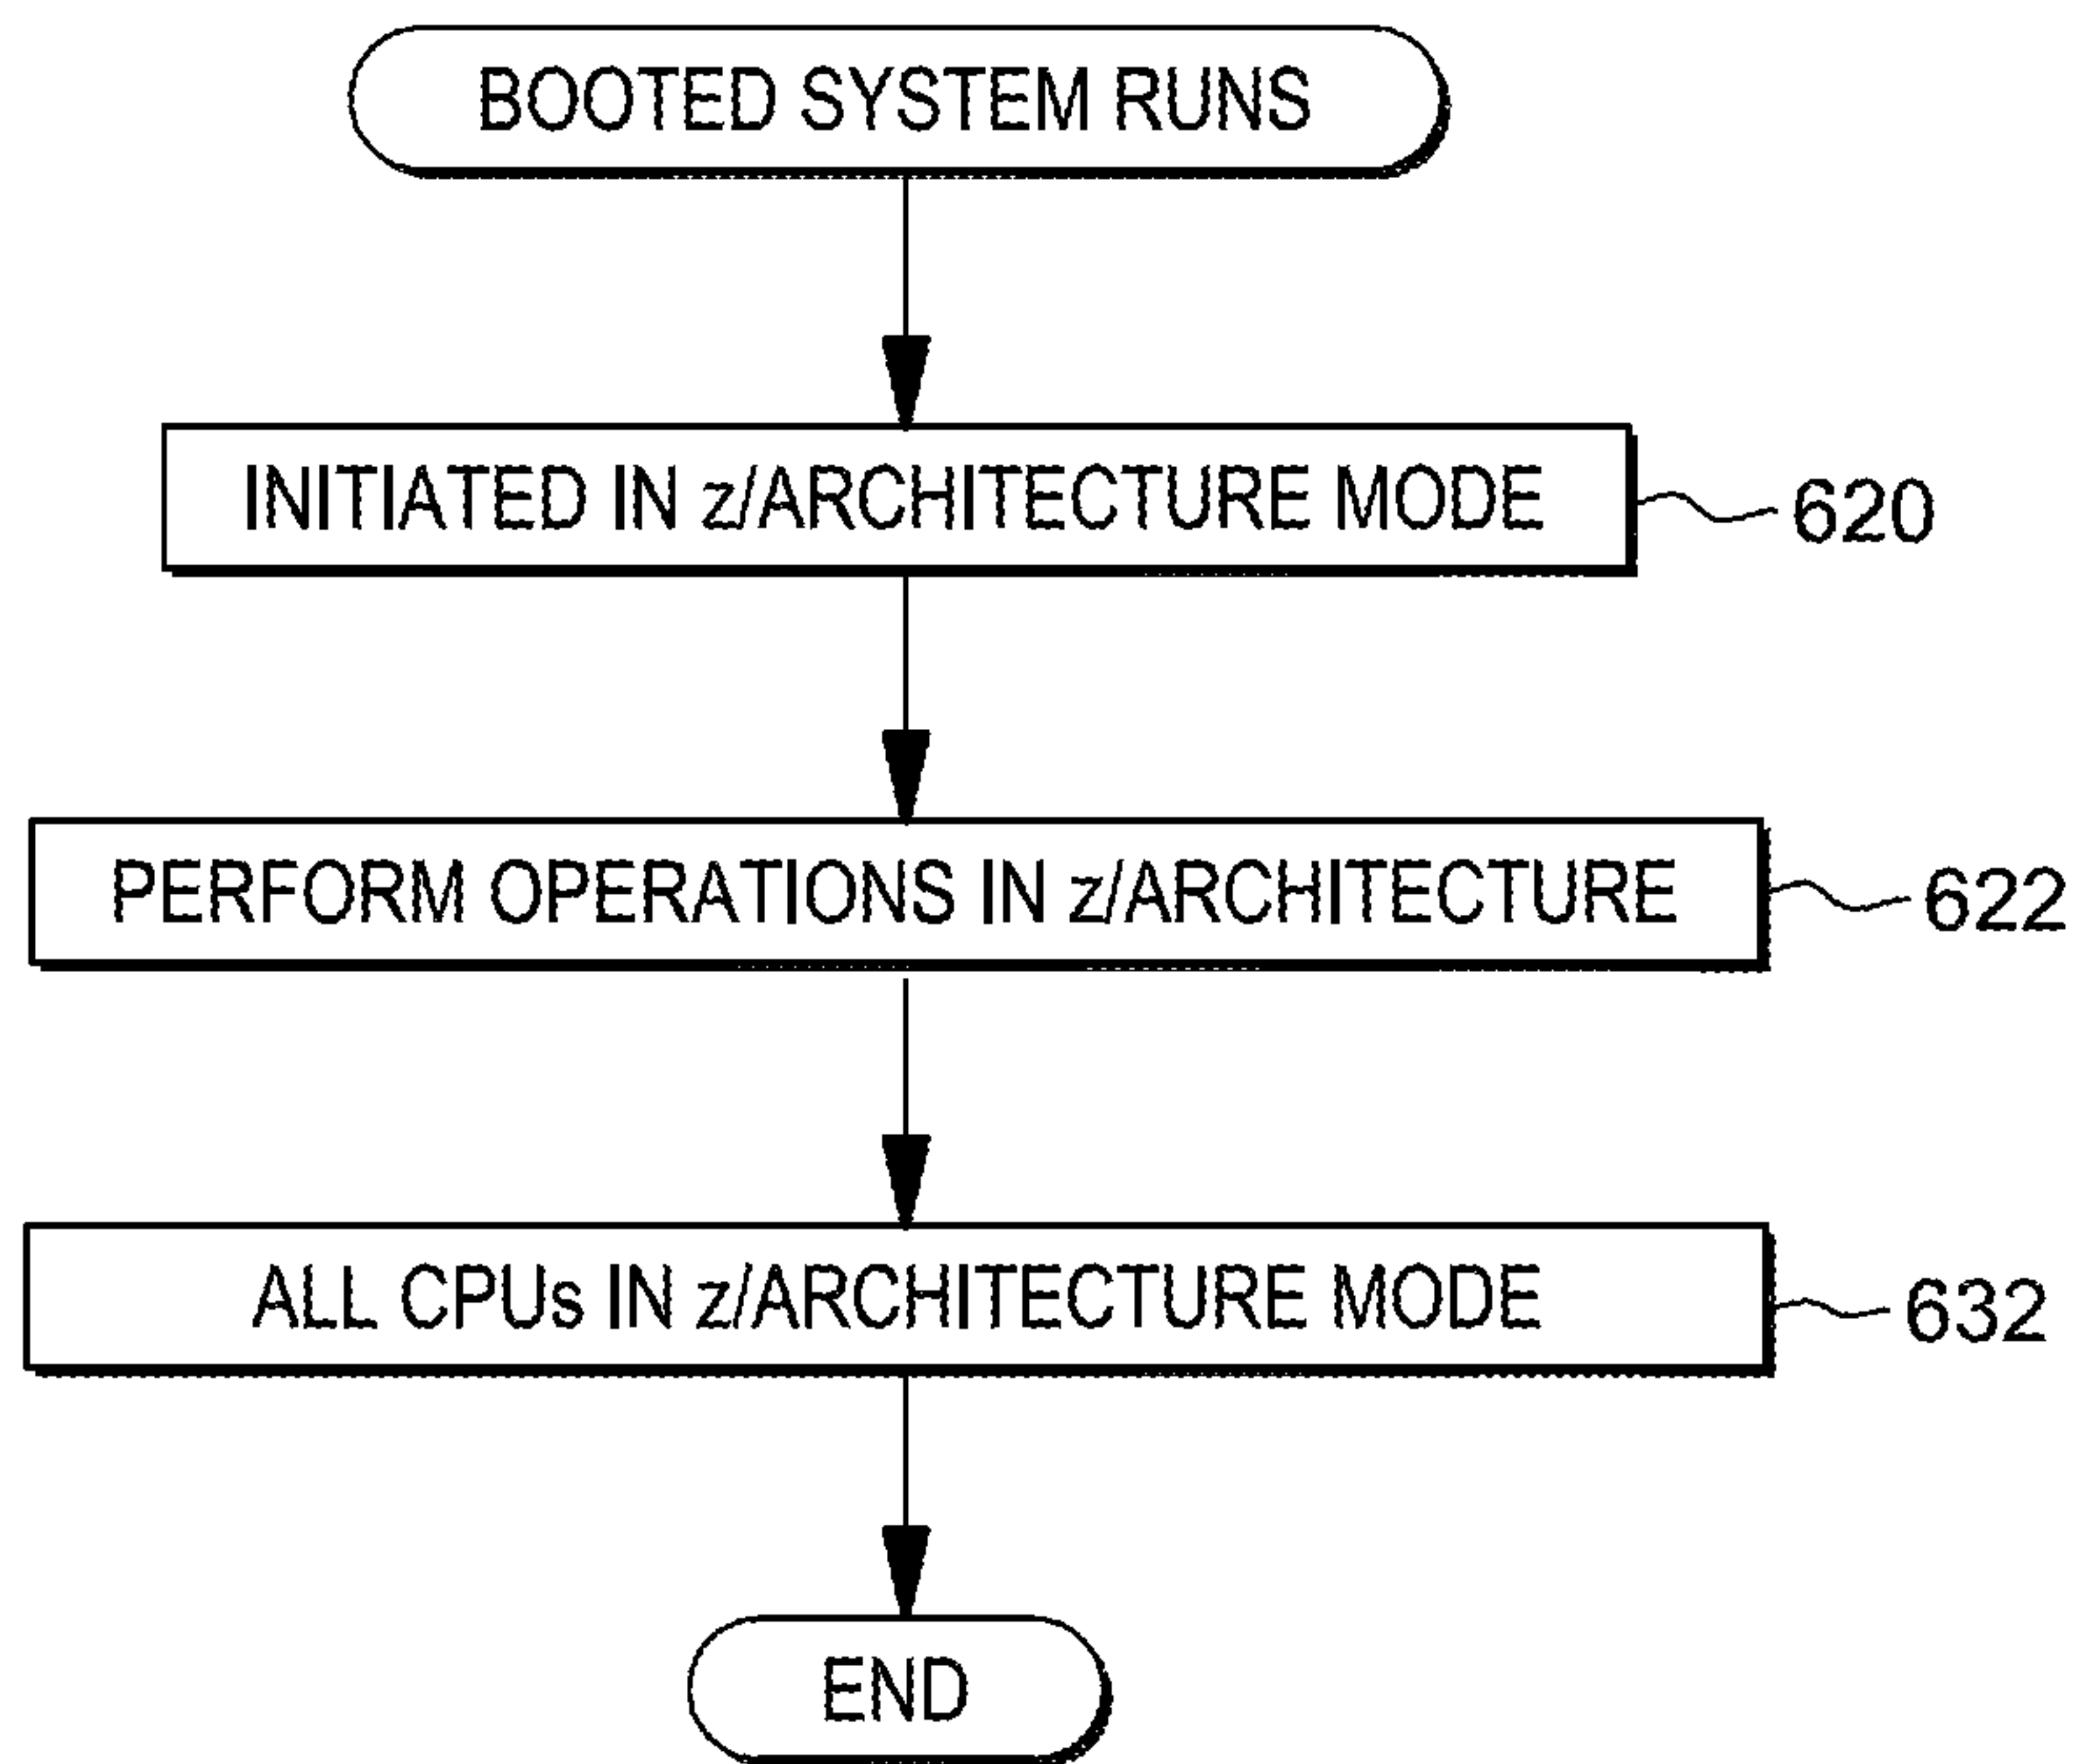 BOOTED SYSTEM RUNS
INITIATED IN z/ARCHITECTURE MODE
620
PERFORM OPERATIONS IN z/ARCHITECTURE
622
ALL CPUs IN z/ARCHITECTURE MODE
632
END